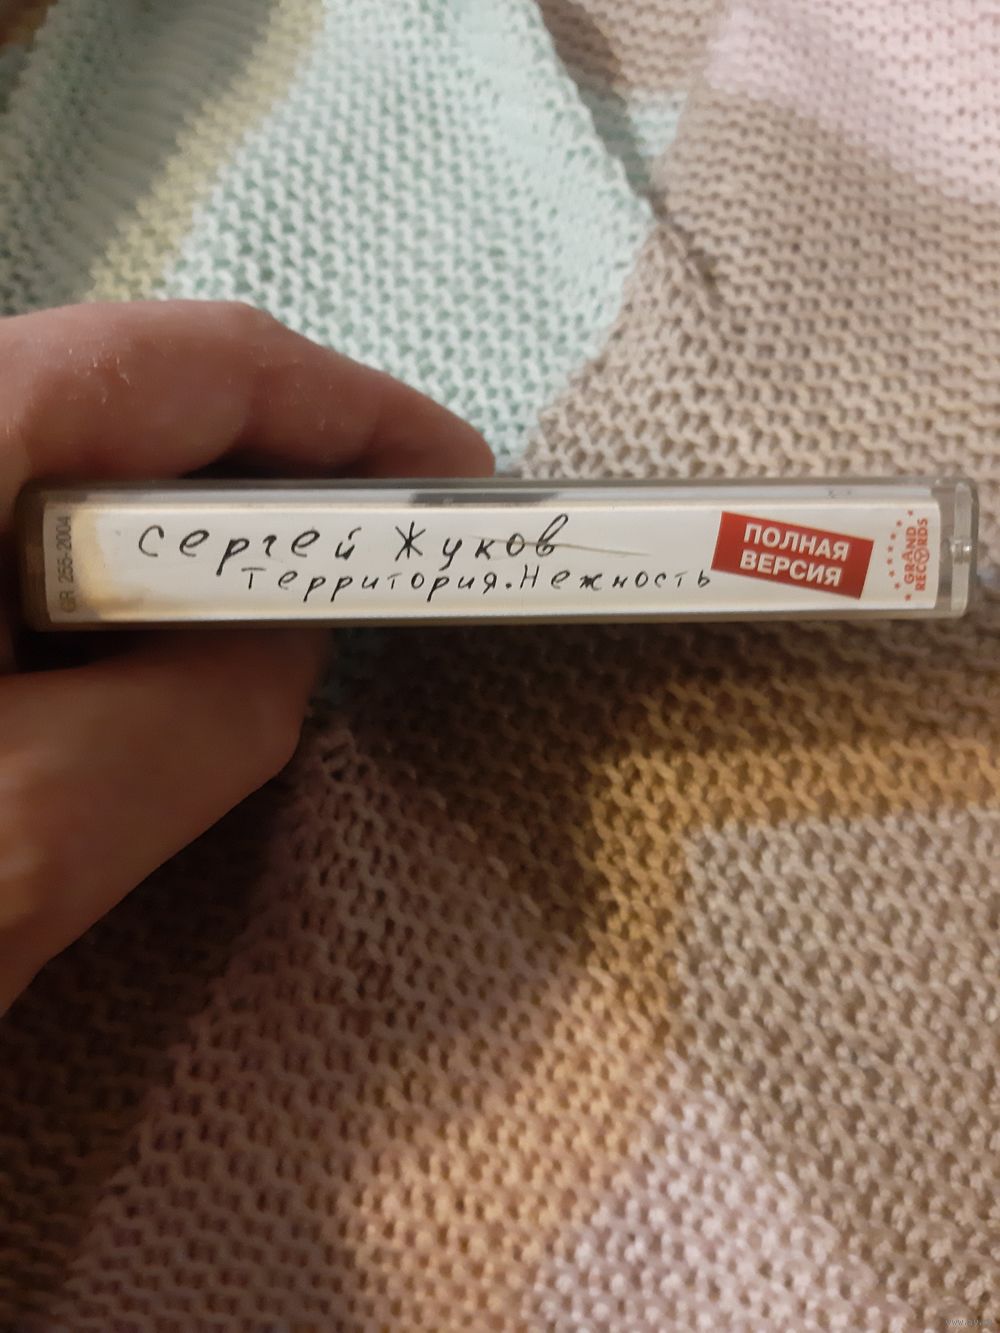 GR 255-2004
Сергей Жуков
Территория.Нежность
ПОЛНАЯ
ВЕРСИЯ
GRAND
RECORDS